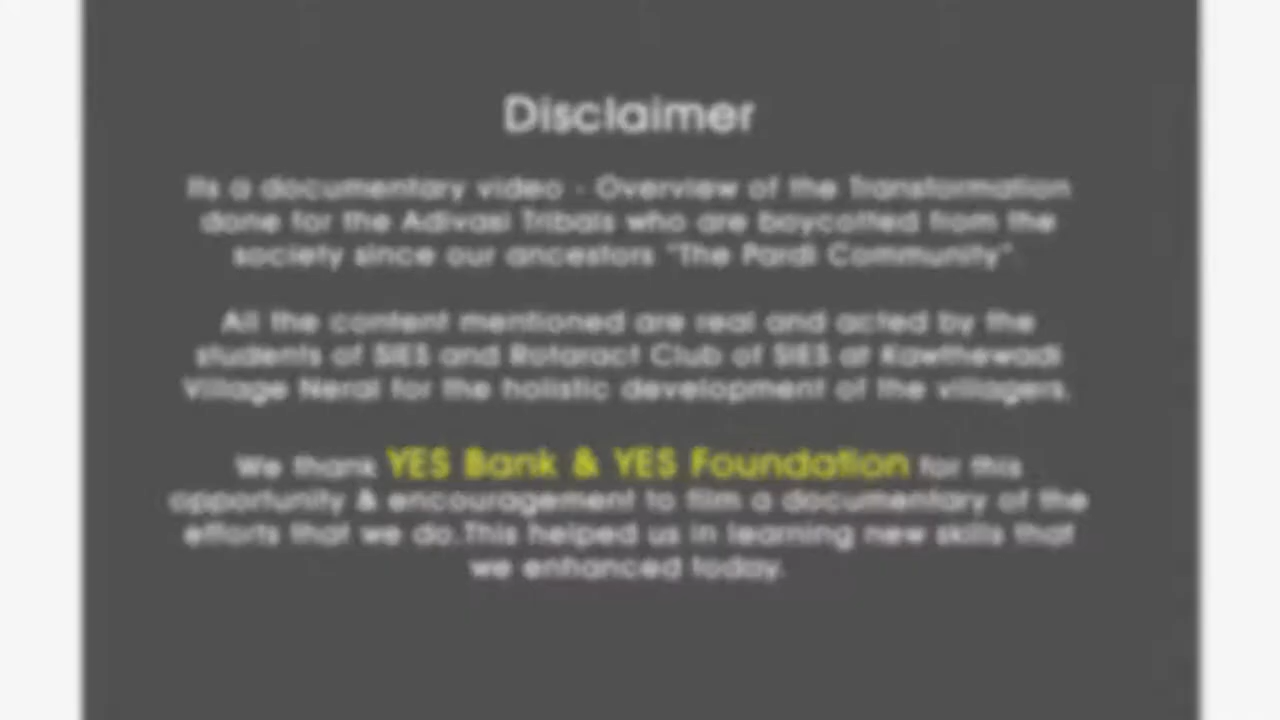 Disclaimer
Its a documentary video - Overview of the Transformation
done for the Adivasi Tribals who are boycotted from the
society since our ancestors "The Pardi Community".
All the content mentioned are real and acted by the
students of SIES and Rotaract Club of SIES at Kawthewadi
Village Neral for the holistic development of the villagers.
We thank YES Bank & YES Foundation for this
opportunity & encouragement to film a documentary of the
efforts that we do.This helped us in learning new skills that
we enhanced today.